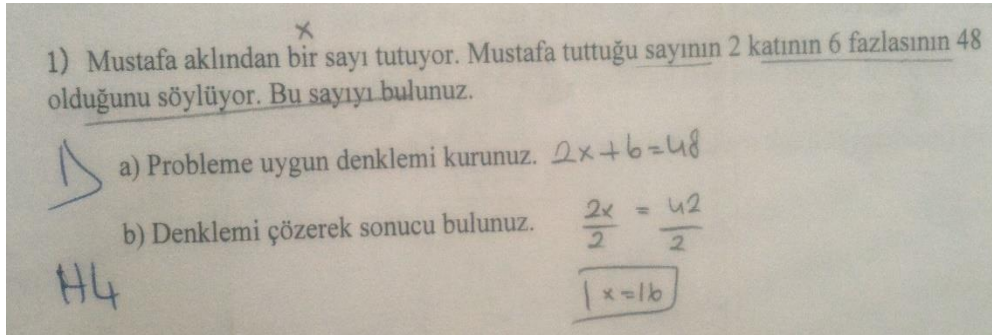 x
1) Mustafa aklından bir sayı tutuyor. Mustafa tuttuğu sayının 2 katının 6 fazlasının 48
olduğunu söylüyor. Bu sayıyı bulunuz.
D
a) Probleme uygun denklemi kurunuz. 2x+6=48
b) Denklemi çözerek sonucu bulunuz. 2x/2 = 42/2
H4
x=16